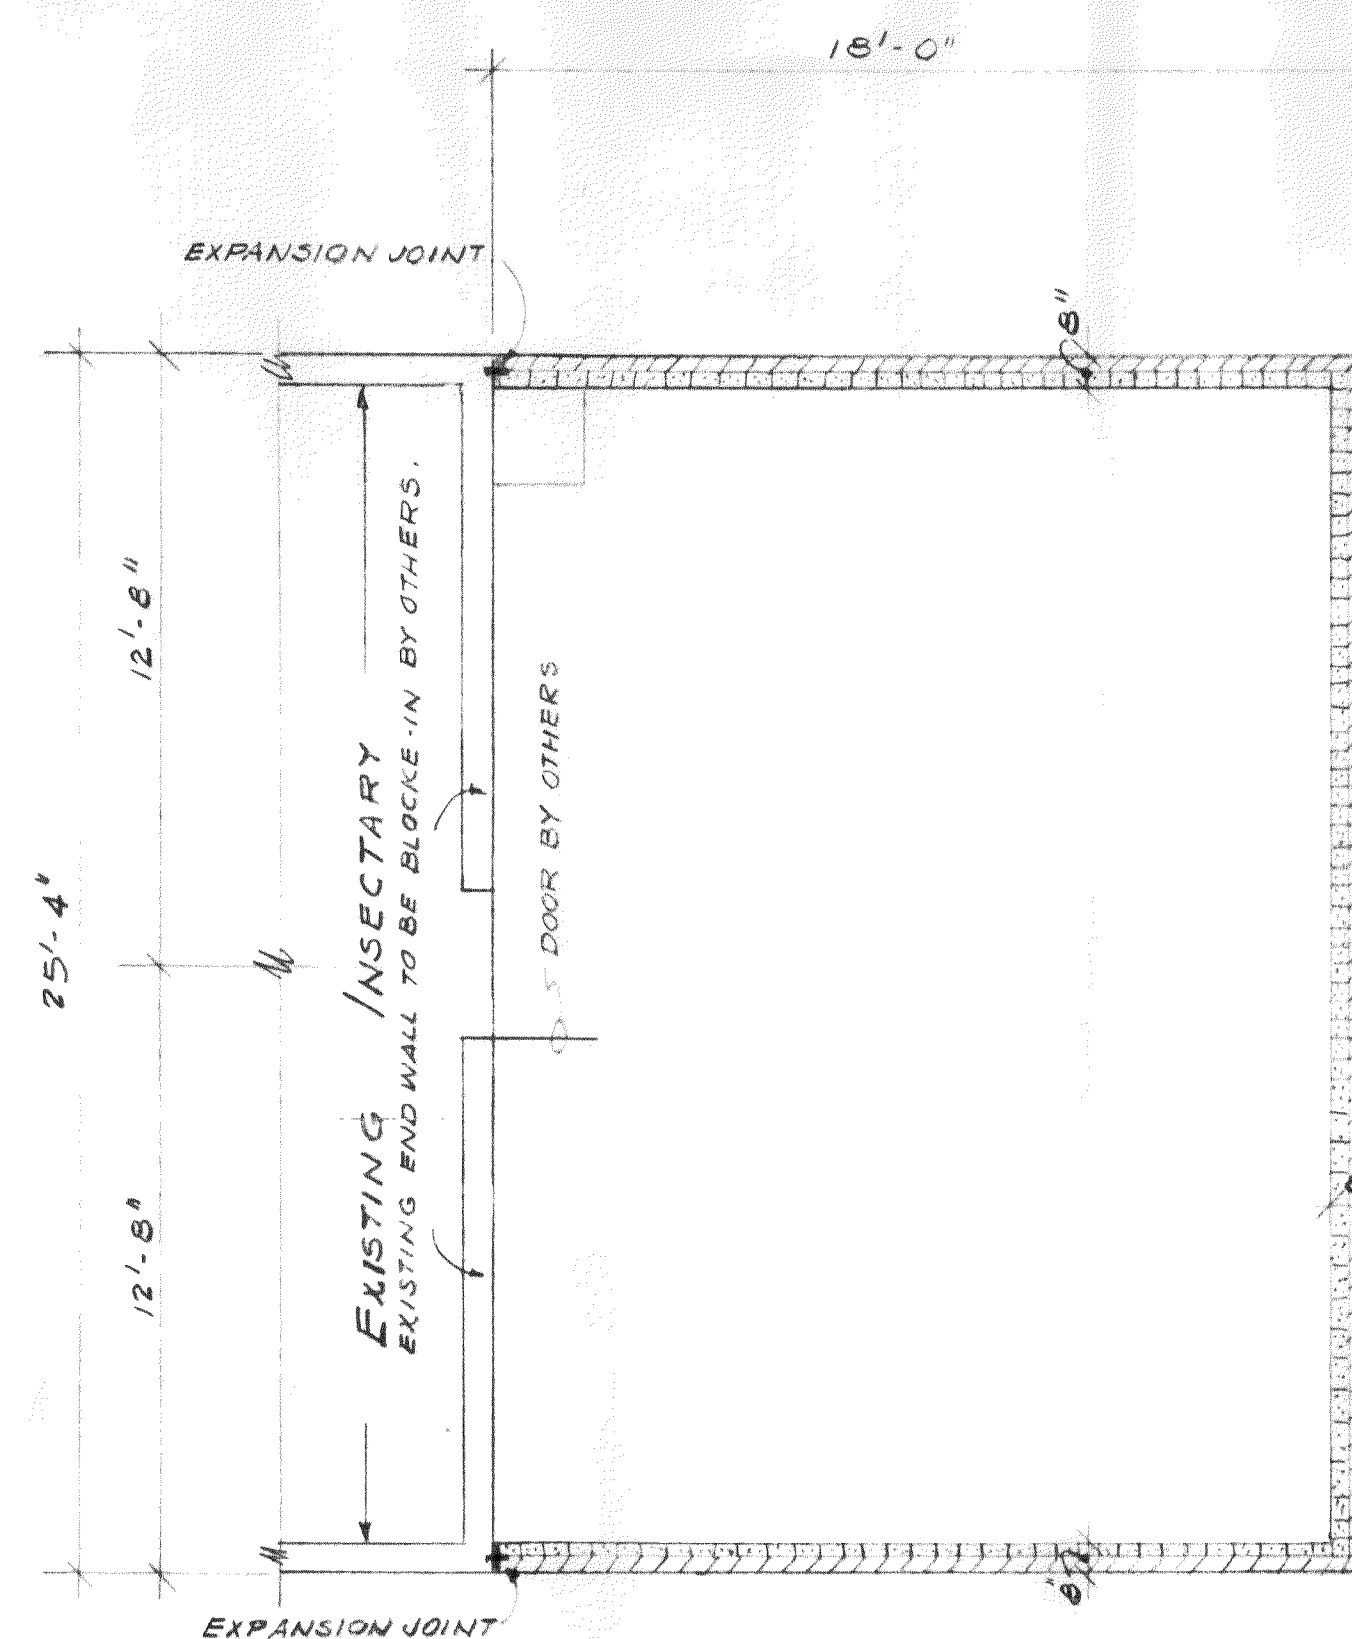 18'-0"
EXPANSION JOINT
8"
12'-8"
25'-4"
12'-8"
EXISTING INSECTARY
EXISTING END WALL TO BE BLOCKE-IN BY OTHERS.
DOOR BY OTHERS
8"
EXPANSION JOINT